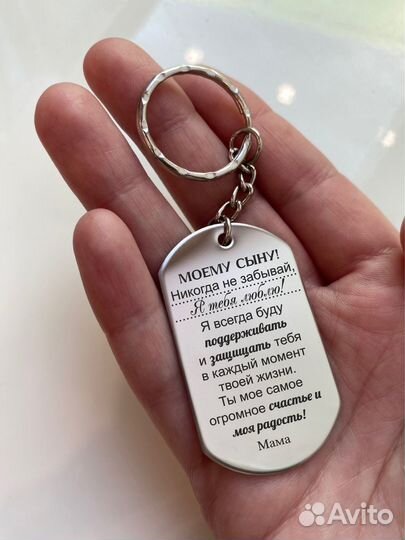 МОЕМУ СЫНУ!
Никогда не забывай,
Я тебя люблю!
Я всегда буду
поддерживать
и защищать тебя
в каждый момент
твоей жизни.
Ты мое самое
огромное счастье и
моя радость!
Мама
Avito